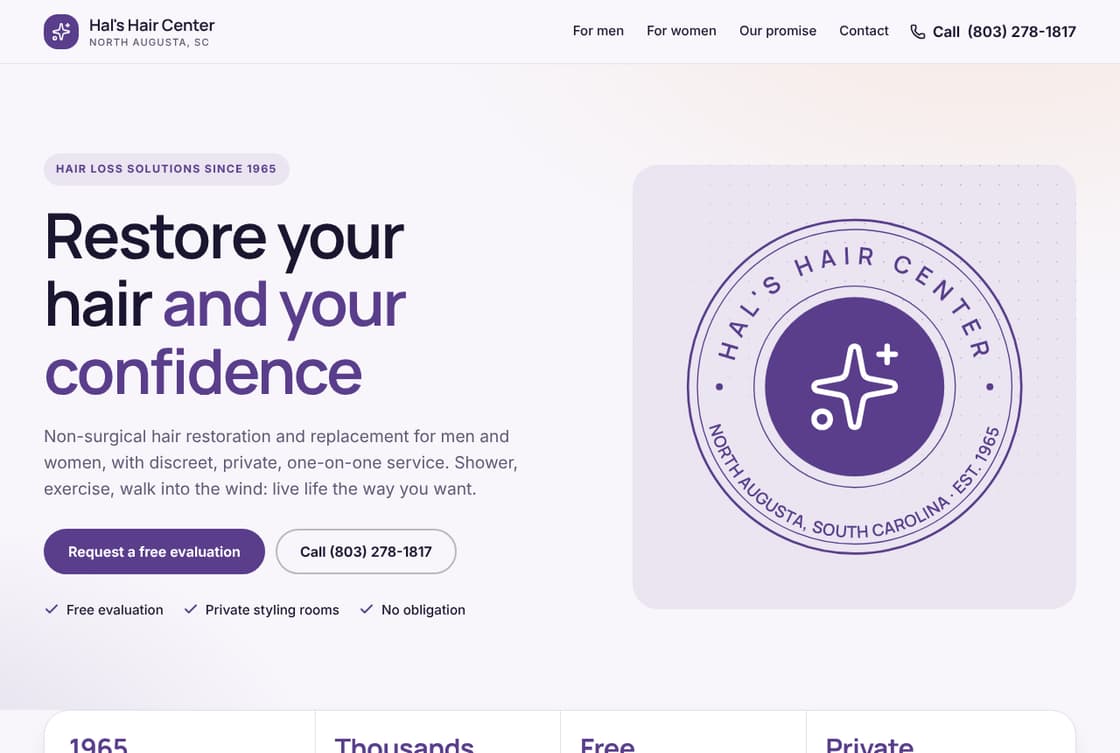 Hal's Hair Center
NORTH AUGUSTA, SC
For men
For women
Our promise
Contact
Call (803) 278-1817
HAIR LOSS SOLUTIONS SINCE 1965
Restore your
hair and your
confidence
Non-surgical hair restoration and replacement for men and
women, with discreet, private, one-on-one service. Shower,
exercise, walk into the wind: live life the way you want.
Request a free evaluation
Call (803) 278-1817
Free evaluation
Private styling rooms
No obligation
HAL'S HAIR CENTER
NORTH AUGUSTA, SOUTH CAROLINA · EST. 1965
1965
Thousands
Free
Private